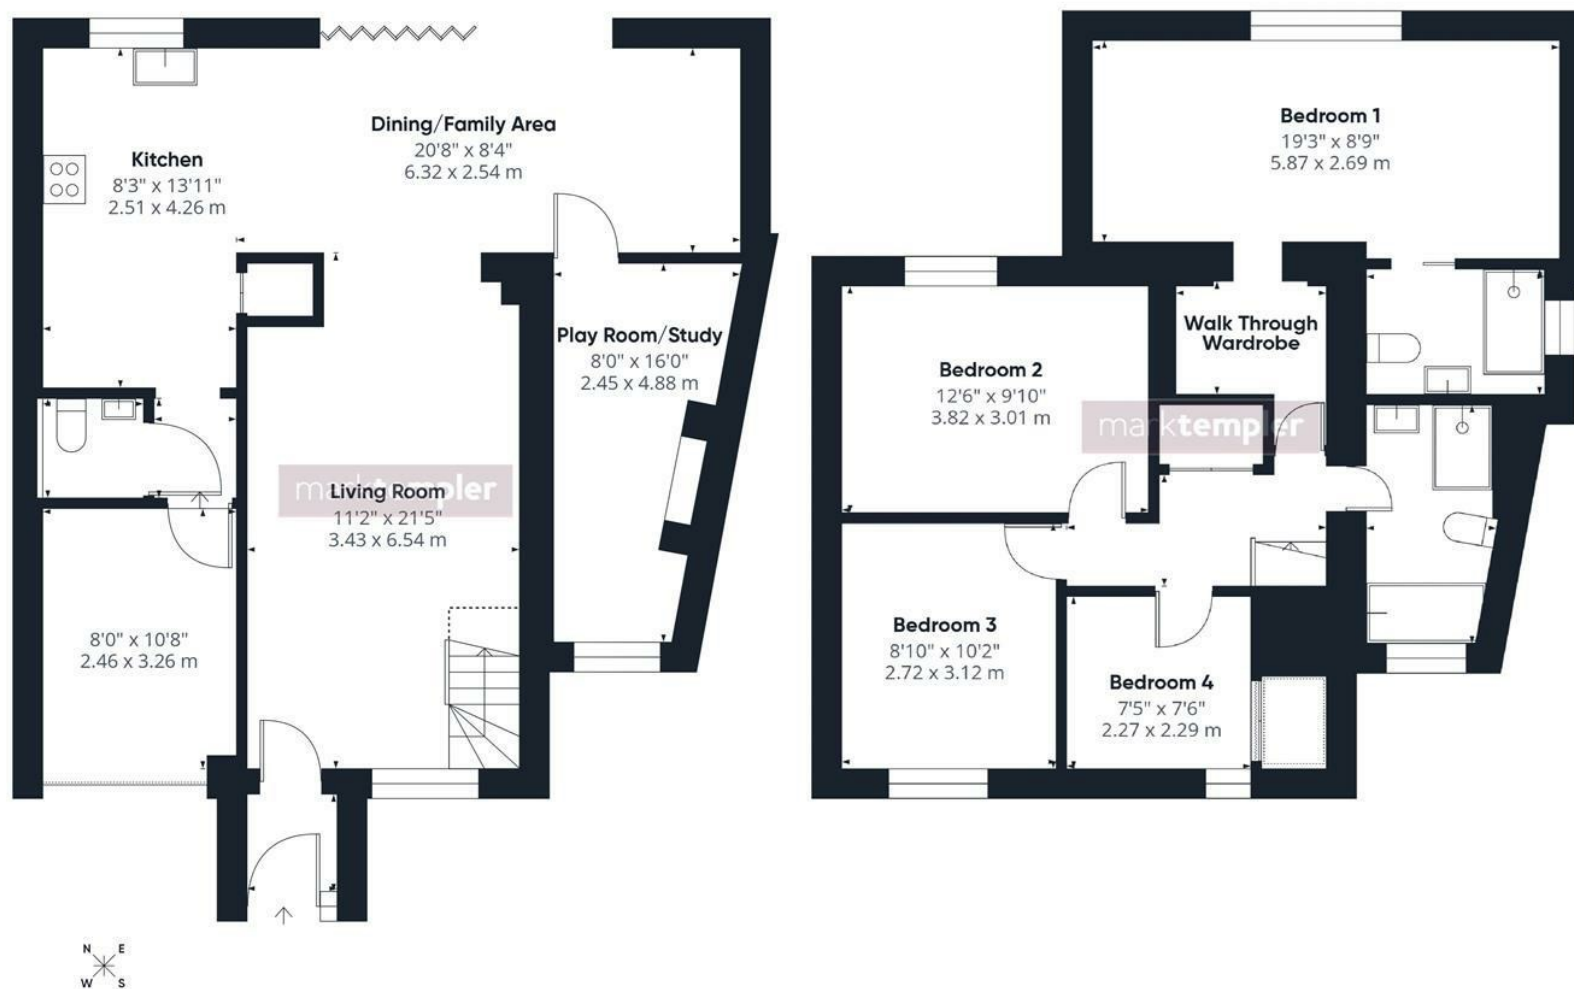 Kitchen
8'3" x 13'11"
2.51 x 4.26 m
Dining/Family Area
20'8" x 8'4"
6.32 x 2.54 m
Play Room/Study
8'0" x 16'0"
2.45 x 4.88 m
marktempler
Living Room
11'2" x 21'5"
3.43 x 6.54 m
8'0" x 10'8"
2.46 x 3.26 m
N E
W S
Bedroom 1
19'3" x 8'9"
5.87 x 2.69 m
Walk Through
Wardrobe
Bedroom 2
12'6" x 9'10"
3.82 x 3.01 m
marktempler
Bedroom 3
8'10" x 10'2"
2.72 x 3.12 m
Bedroom 4
7'5" x 7'6"
2.27 x 2.29 m